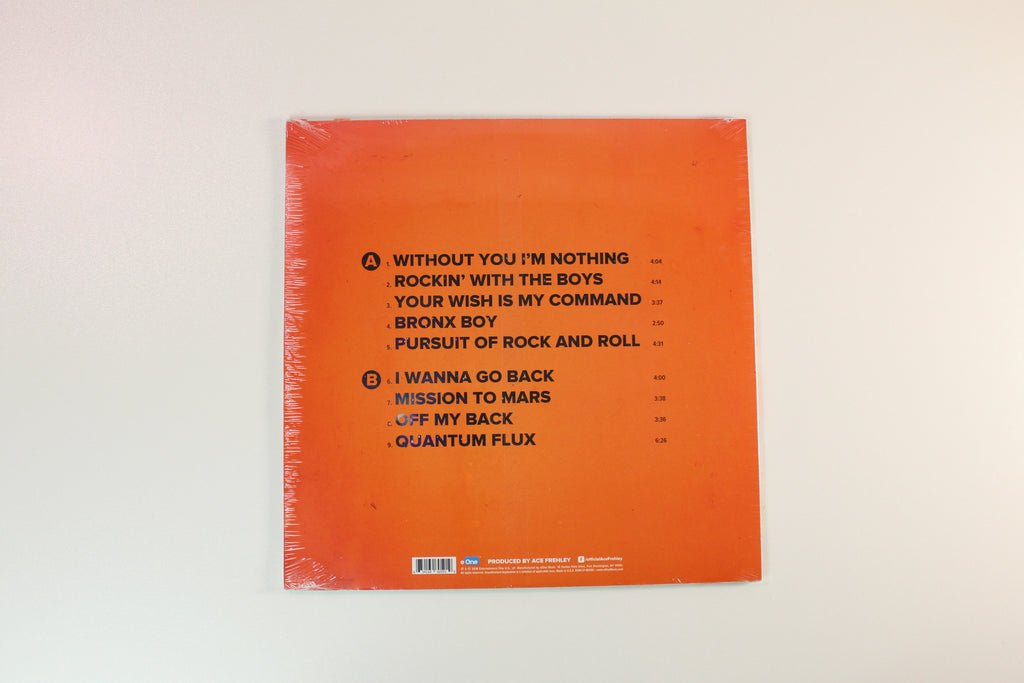 A 1. WITHOUT YOU I'M NOTHING 4:04
2. ROCKIN' WITH THE BOYS 4:14
3. YOUR WISH IS MY COMMAND 3:37
4. BRONX BOY 2:50
5. PURSUIT OF ROCK AND ROLL 4:31
B 6. I WANNA GO BACK 4:00
7. MISSION TO MARS 3:38
OFF MY BACK 3:36
9. QUANTUM FLUX 6:26
eOne PRODUCED BY ACE FREHLEY f /officialAceFrehley